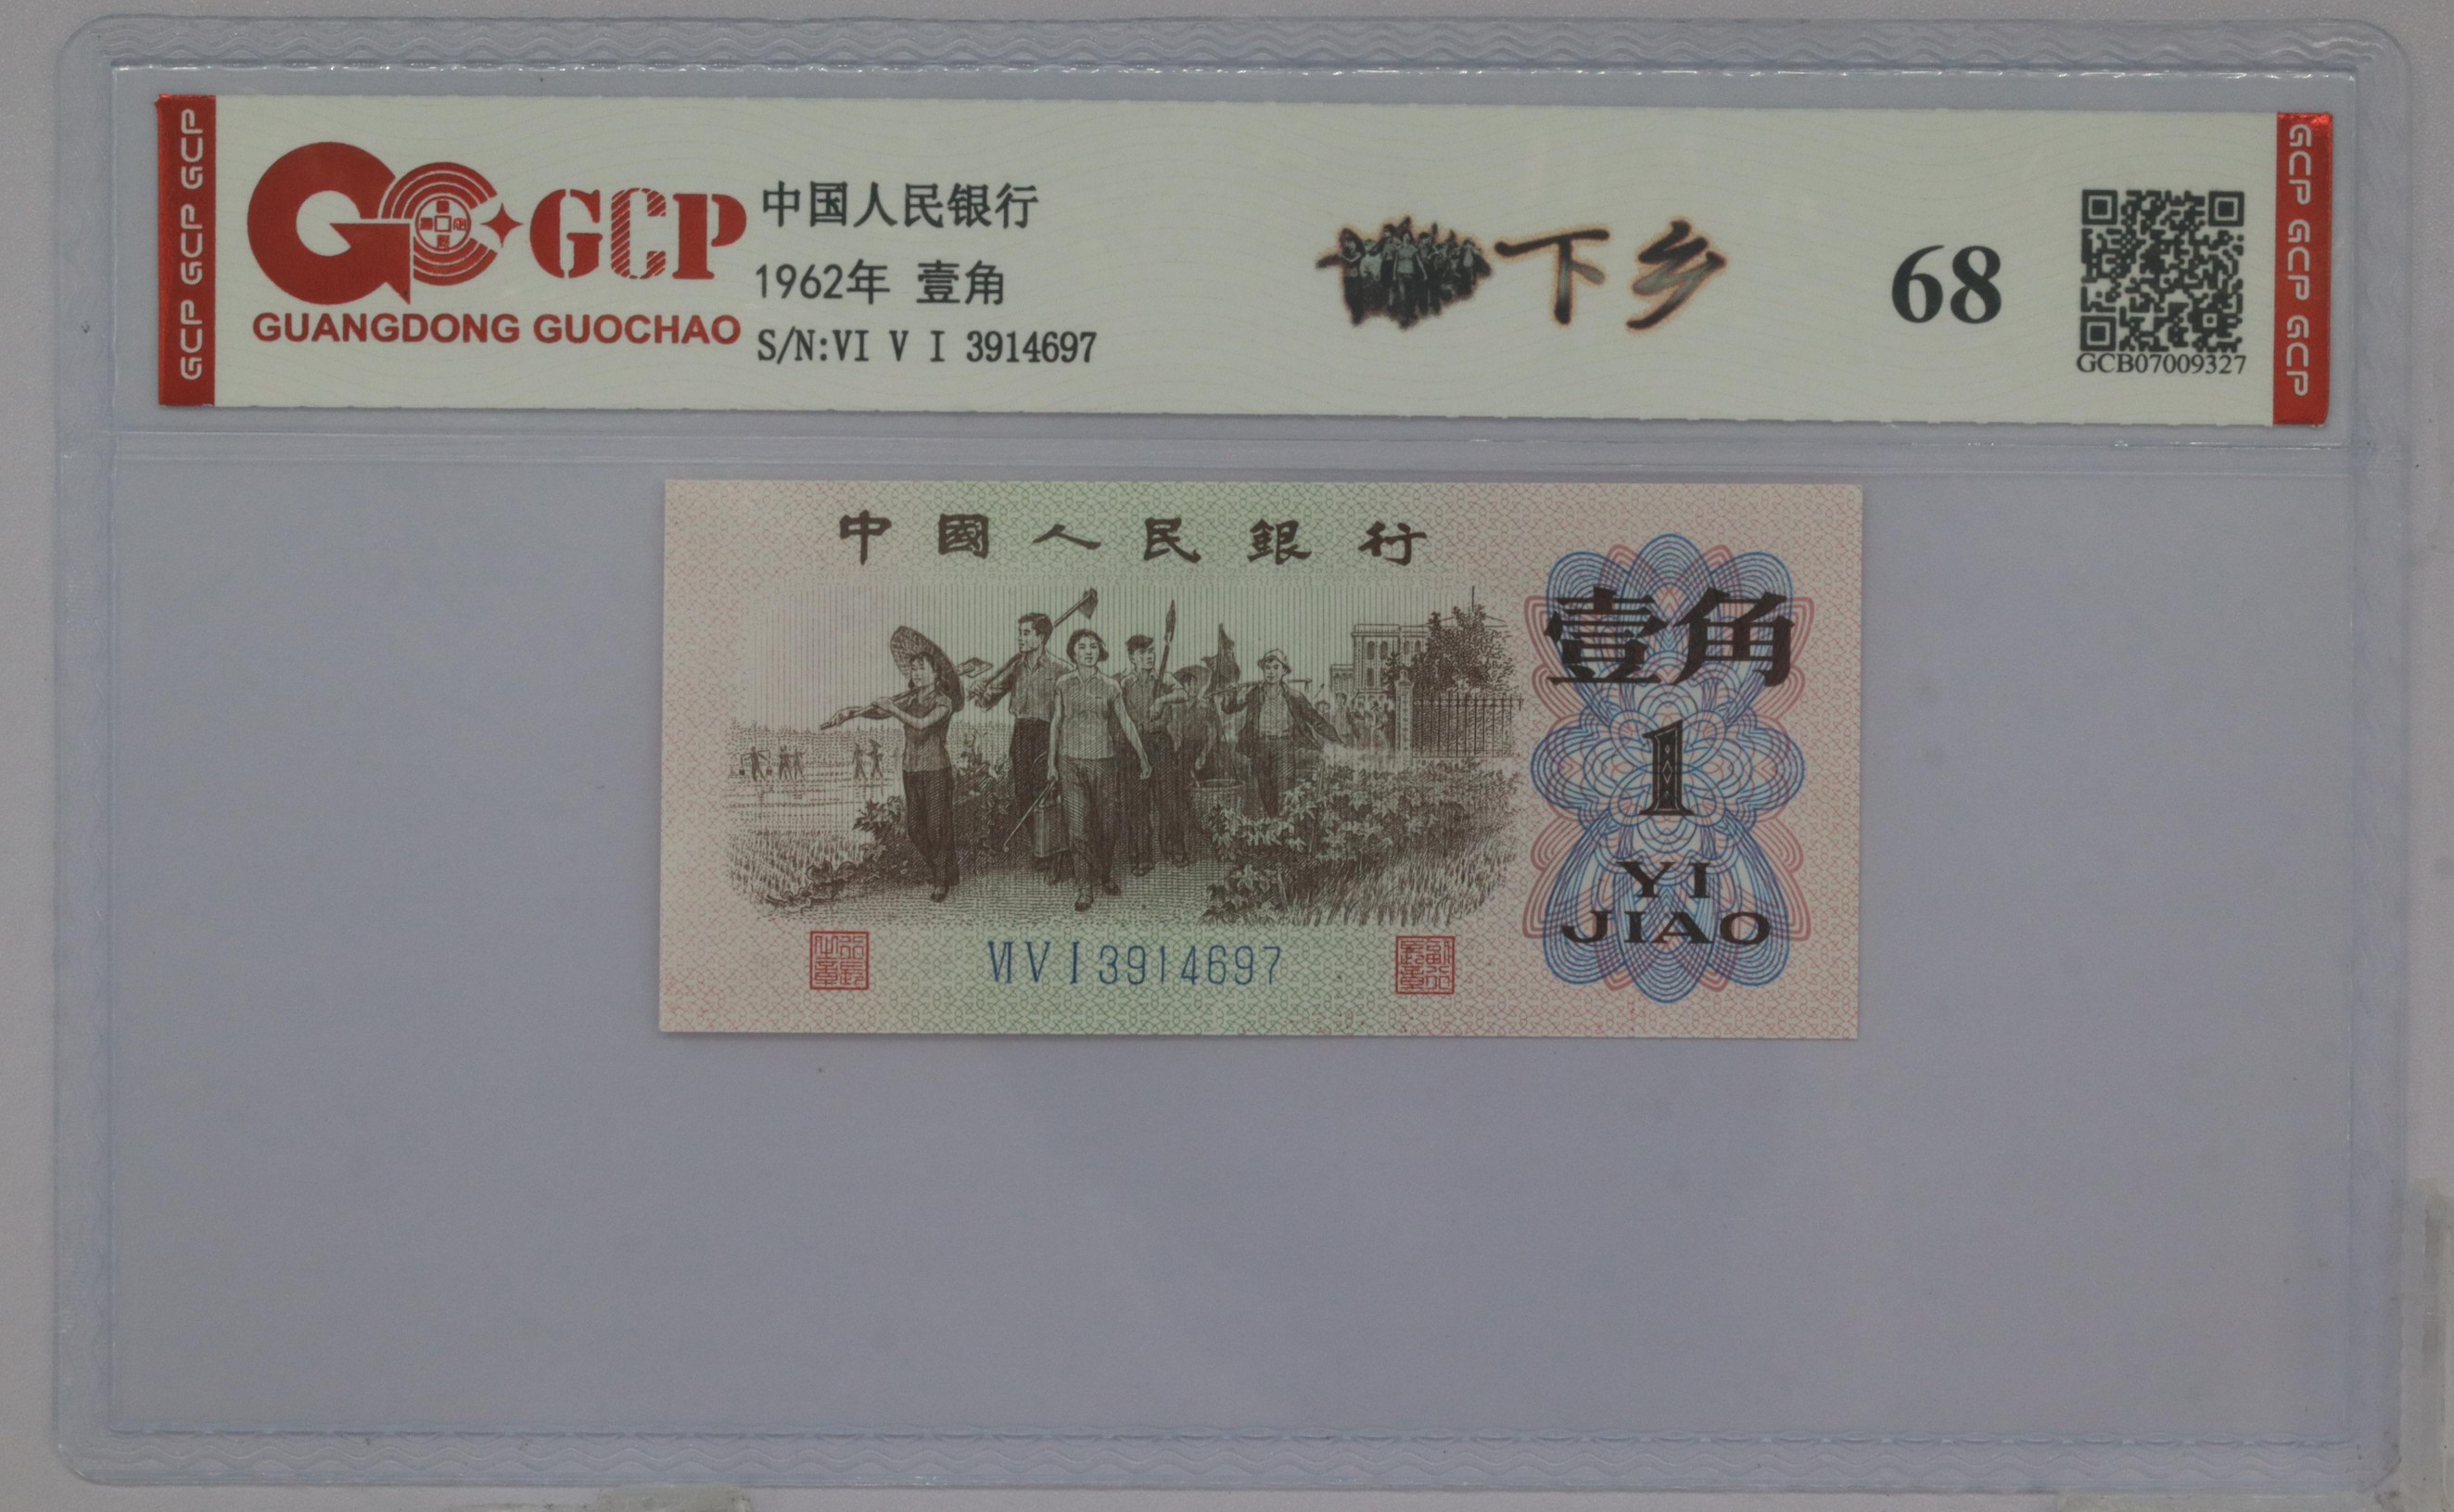 GCP GCP GCP
GCP
GUANGDONG GUOCHAO
中国人民银行
1962年 壹角
S/N:VI V I 3914697
下乡
68
GCB07009327
GCP GCP GCP
中國人民銀行
壹角
1
YI
JIAO
VI V I 3914697